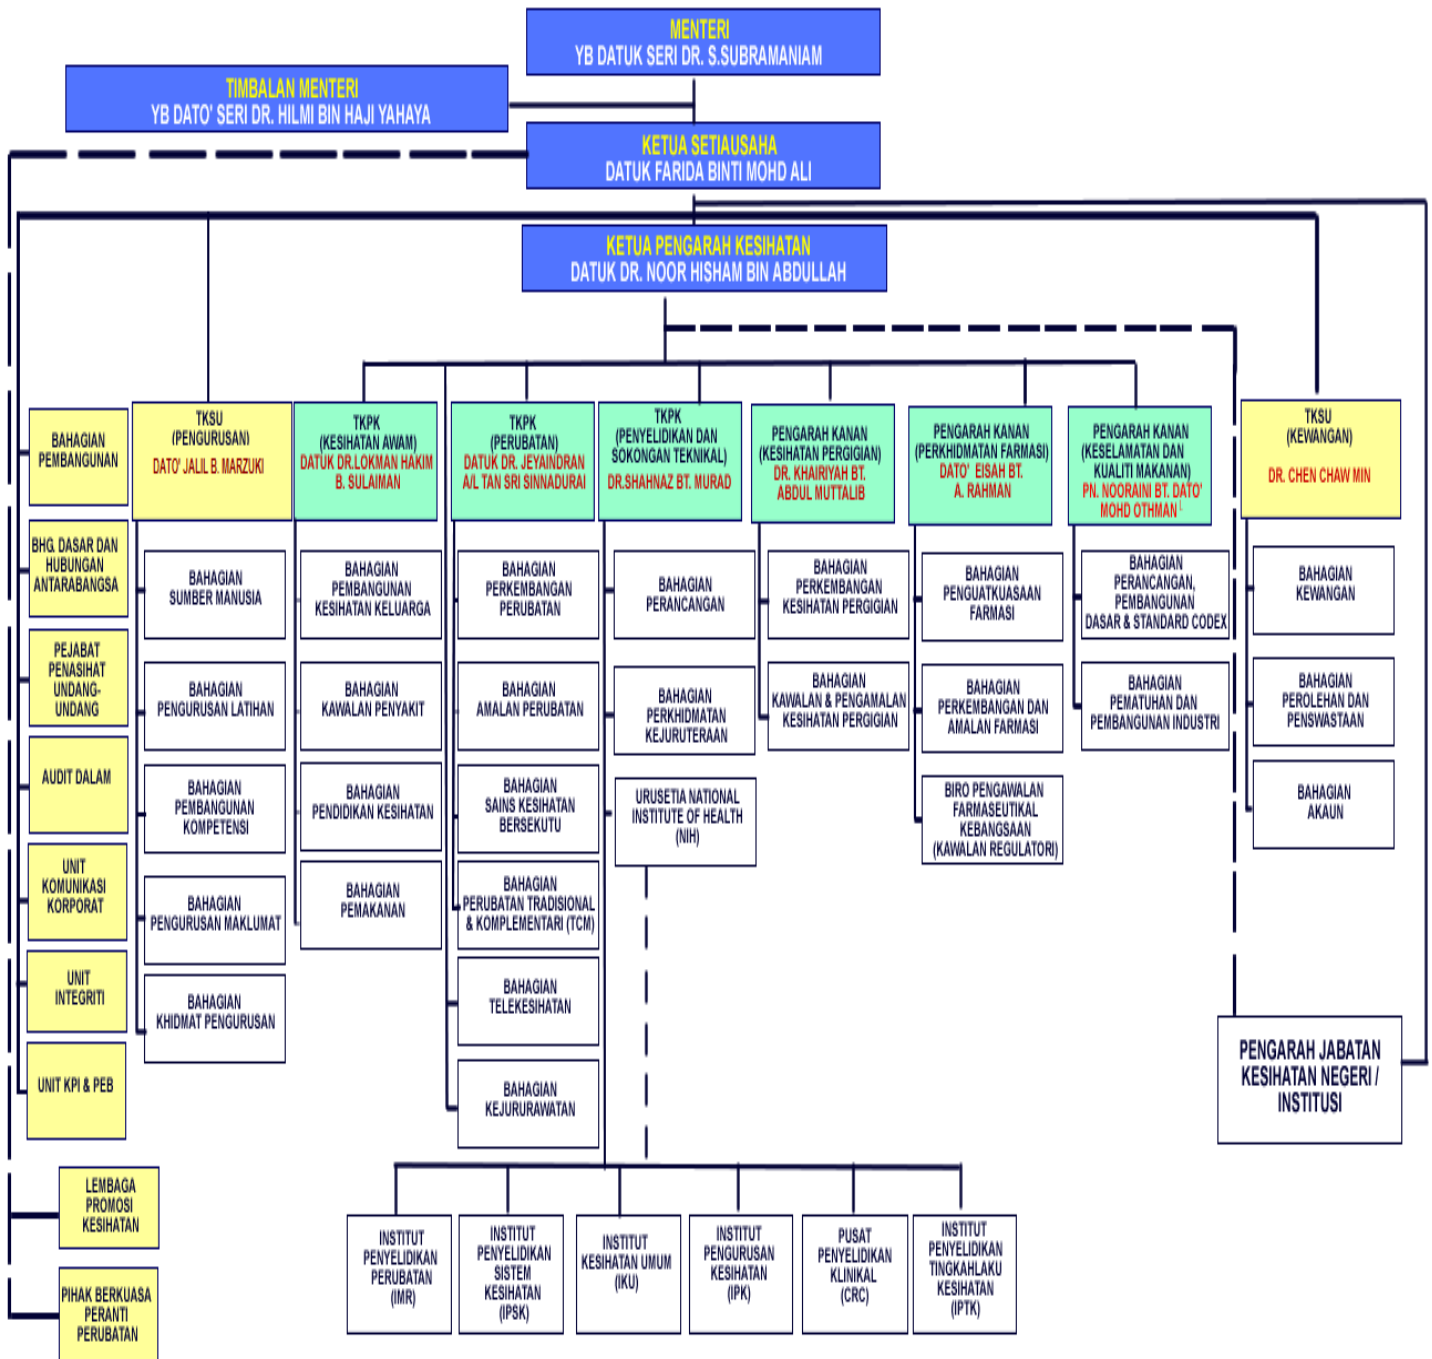 MENTERI
YB DATUK SERI DR. S.SUBRAMANIAM
TIMBALAN MENTERI
YB DATO' SERI DR. HILMI BIN HAJI YAHAYA
KETUA SETIAUSAHA
DATUK FARIDA BINTI MOHD ALI
KETUA PENGARAH KESIHATAN
DATUK DR. NOOR HISHAM BIN ABDULLAH
BAHAGIAN
PEMBANGUNAN
BHG. DASAR DAN
HUBUNGAN
ANTARABANGSA
PEJABAT
PENASIHAT
UNDANG-
UNDANG
AUDIT DALAM
UNIT
KOMUNIKASI
KORPORAT
UNIT
INTEGRITI
UNIT KPI & PEB
LEMBAGA
PROMOSI
KESIHATAN
PIHAK BERKUASA
PERANTI
PERUBATAN
TKSU
(PENGURUSAN)
DATO' JALIL B. MARZUKI
BAHAGIAN
SUMBER MANUSIA
BAHAGIAN
PENGURUSAN LATIHAN
BAHAGIAN
PEMBANGUNAN
KOMPETENSI
BAHAGIAN
PENGURUSAN MAKLUMAT
BAHAGIAN
KHIDMAT PENGURUSAN
TKPK
(KESIHATAN AWAM)
DATUK DR.LOKMAN HAKIM
B. SULAIMAN
BAHAGIAN
PEMBANGUNAN
KESIHATAN KELUARGA
BAHAGIAN
KAWALAN PENYAKIT
BAHAGIAN
PENDIDIKAN KESIHATAN
BAHAGIAN
PEMAKANAN
TKPK
(PERUBATAN)
DATUK DR. JEYAINDRAN
A/L TAN SRI SINNADURAI
BAHAGIAN
PERKEMBANGAN
PERUBATAN
BAHAGIAN
AMALAN PERUBATAN
BAHAGIAN
SAINS KESIHATAN
BERSEKUTU
BAHAGIAN
PERUBATAN TRADISIONAL
& KOMPLEMENTARI (TCM)
BAHAGIAN
TELEKESIHATAN
BAHAGIAN
KEJURURAWATAN
TKPK
(PENYELIDIKAN DAN
SOKONGAN TEKNIKAL)
DR.SHAHNAZ BT. MURAD
BAHAGIAN
PERANCANGAN
BAHAGIAN
PERKHIDMATAN
KEJURUTERAAN
URUSETIA NATIONAL
INSTITUTE OF HEALTH
(NIH)
PENGARAH KANAN
(KESIHATAN PERGIGIAN)
DR. KHAIRIYAH BT.
ABDUL MUTTALIB
BAHAGIAN
PERKEMBANGAN
KESIHATAN PERGIGIAN
BAHAGIAN
KAWALAN & PENGAMALAN
KESIHATAN PERGIGIAN
PENGARAH KANAN
(PERKHIDMATAN FARMASI)
DATO' EISAH BT.
A. RAHMAN
BAHAGIAN
PENGUATKUASAAN
FARMASI
BAHAGIAN
PERKEMBANGAN DAN
AMALAN FARMASI
BIRO PENGAWALAN
FARMASEUTIKAL
KEBANGSAAN
(KAWALAN REGULATORI)
PENGARAH KANAN
(KESELAMATAN DAN
KUALITI MAKANAN)
PN. NOORAINI BT. DATO'
MOHD OTHMAN
BAHAGIAN
PERANCANGAN,
PEMBANGUNAN
DASAR & STANDARD CODEX
BAHAGIAN
PEMATUHAN DAN
PEMBANGUNAN INDUSTRI
TKSU
(KEWANGAN)
DR. CHEN CHAW MIN
BAHAGIAN
KEWANGAN
BAHAGIAN
PEROLEHAN DAN
PENSWASTAAN
BAHAGIAN
AKAUN
PENGARAH JABATAN
KESIHATAN NEGERI /
INSTITUSI
INSTITUT
PENYELIDIKAN
PERUBATAN
(IMR)
INSTITUT
PENYELIDIKAN
SISTEM
KESIHATAN
(IPSK)
INSTITUT
KESIHATAN UMUM
(IKU)
INSTITUT
PENGURUSAN
KESIHATAN
(IPK)
PUSAT
PENYELIDIKAN
KLINIKAL
(CRC)
INSTITUT
PENYELIDIKAN
TINGKAHLAKU
KESIHATAN
(IPTK)